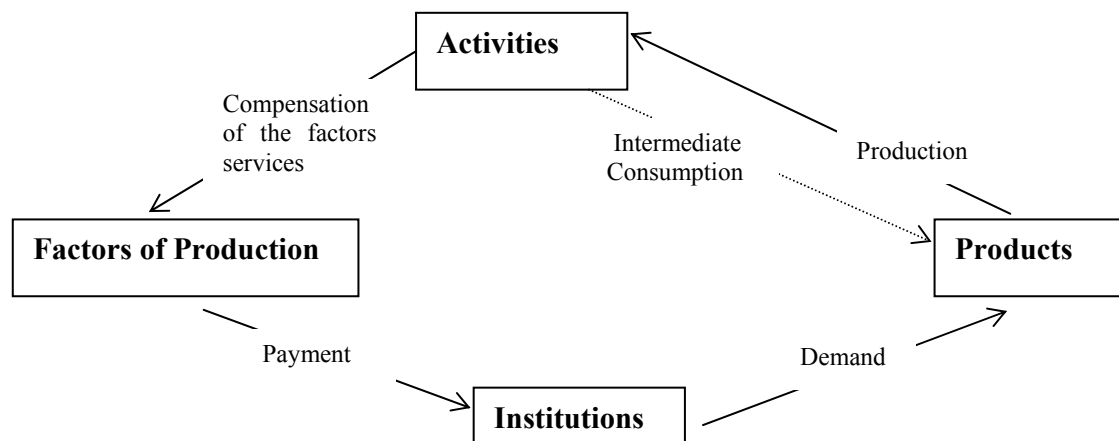 Activities
Compensation
of the factors
services
Intermediate
Consumption
Production
Factors of Production
Products
Payment
Demand
Institutions